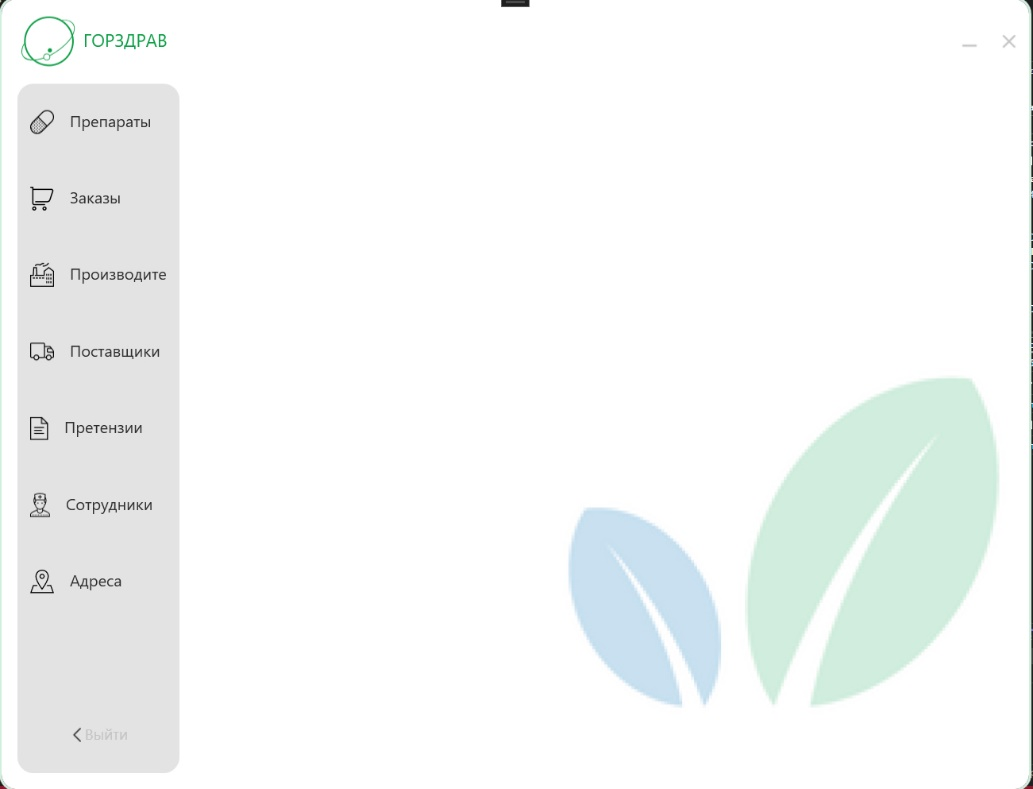 ГОРЗДРАВ
Препараты
Заказы
Производите
Поставщики
Претензии
Сотрудники
Адреса
Выйти